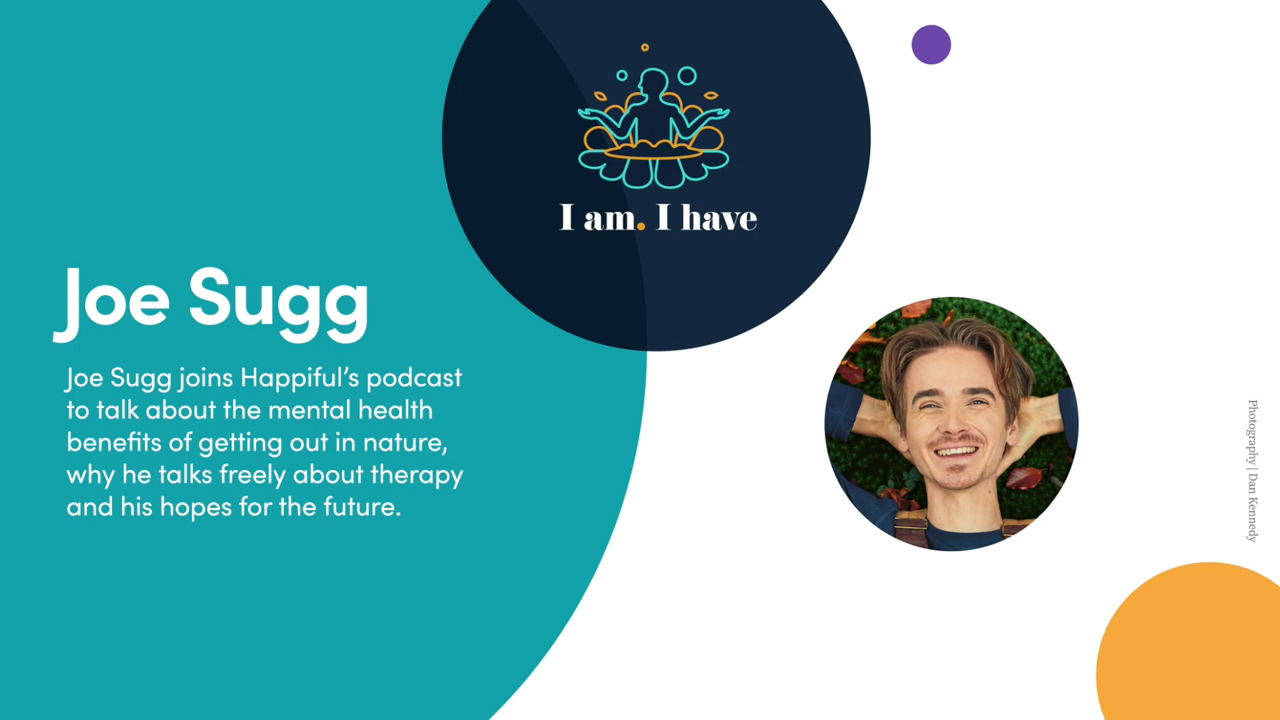 I am. I have
Joe Sugg
Joe Sugg joins Happiful’s podcast
to talk about the mental health
benefits of getting out in nature,
why he talks freely about therapy
and his hopes for the future.
Photography | Dan Kennedy